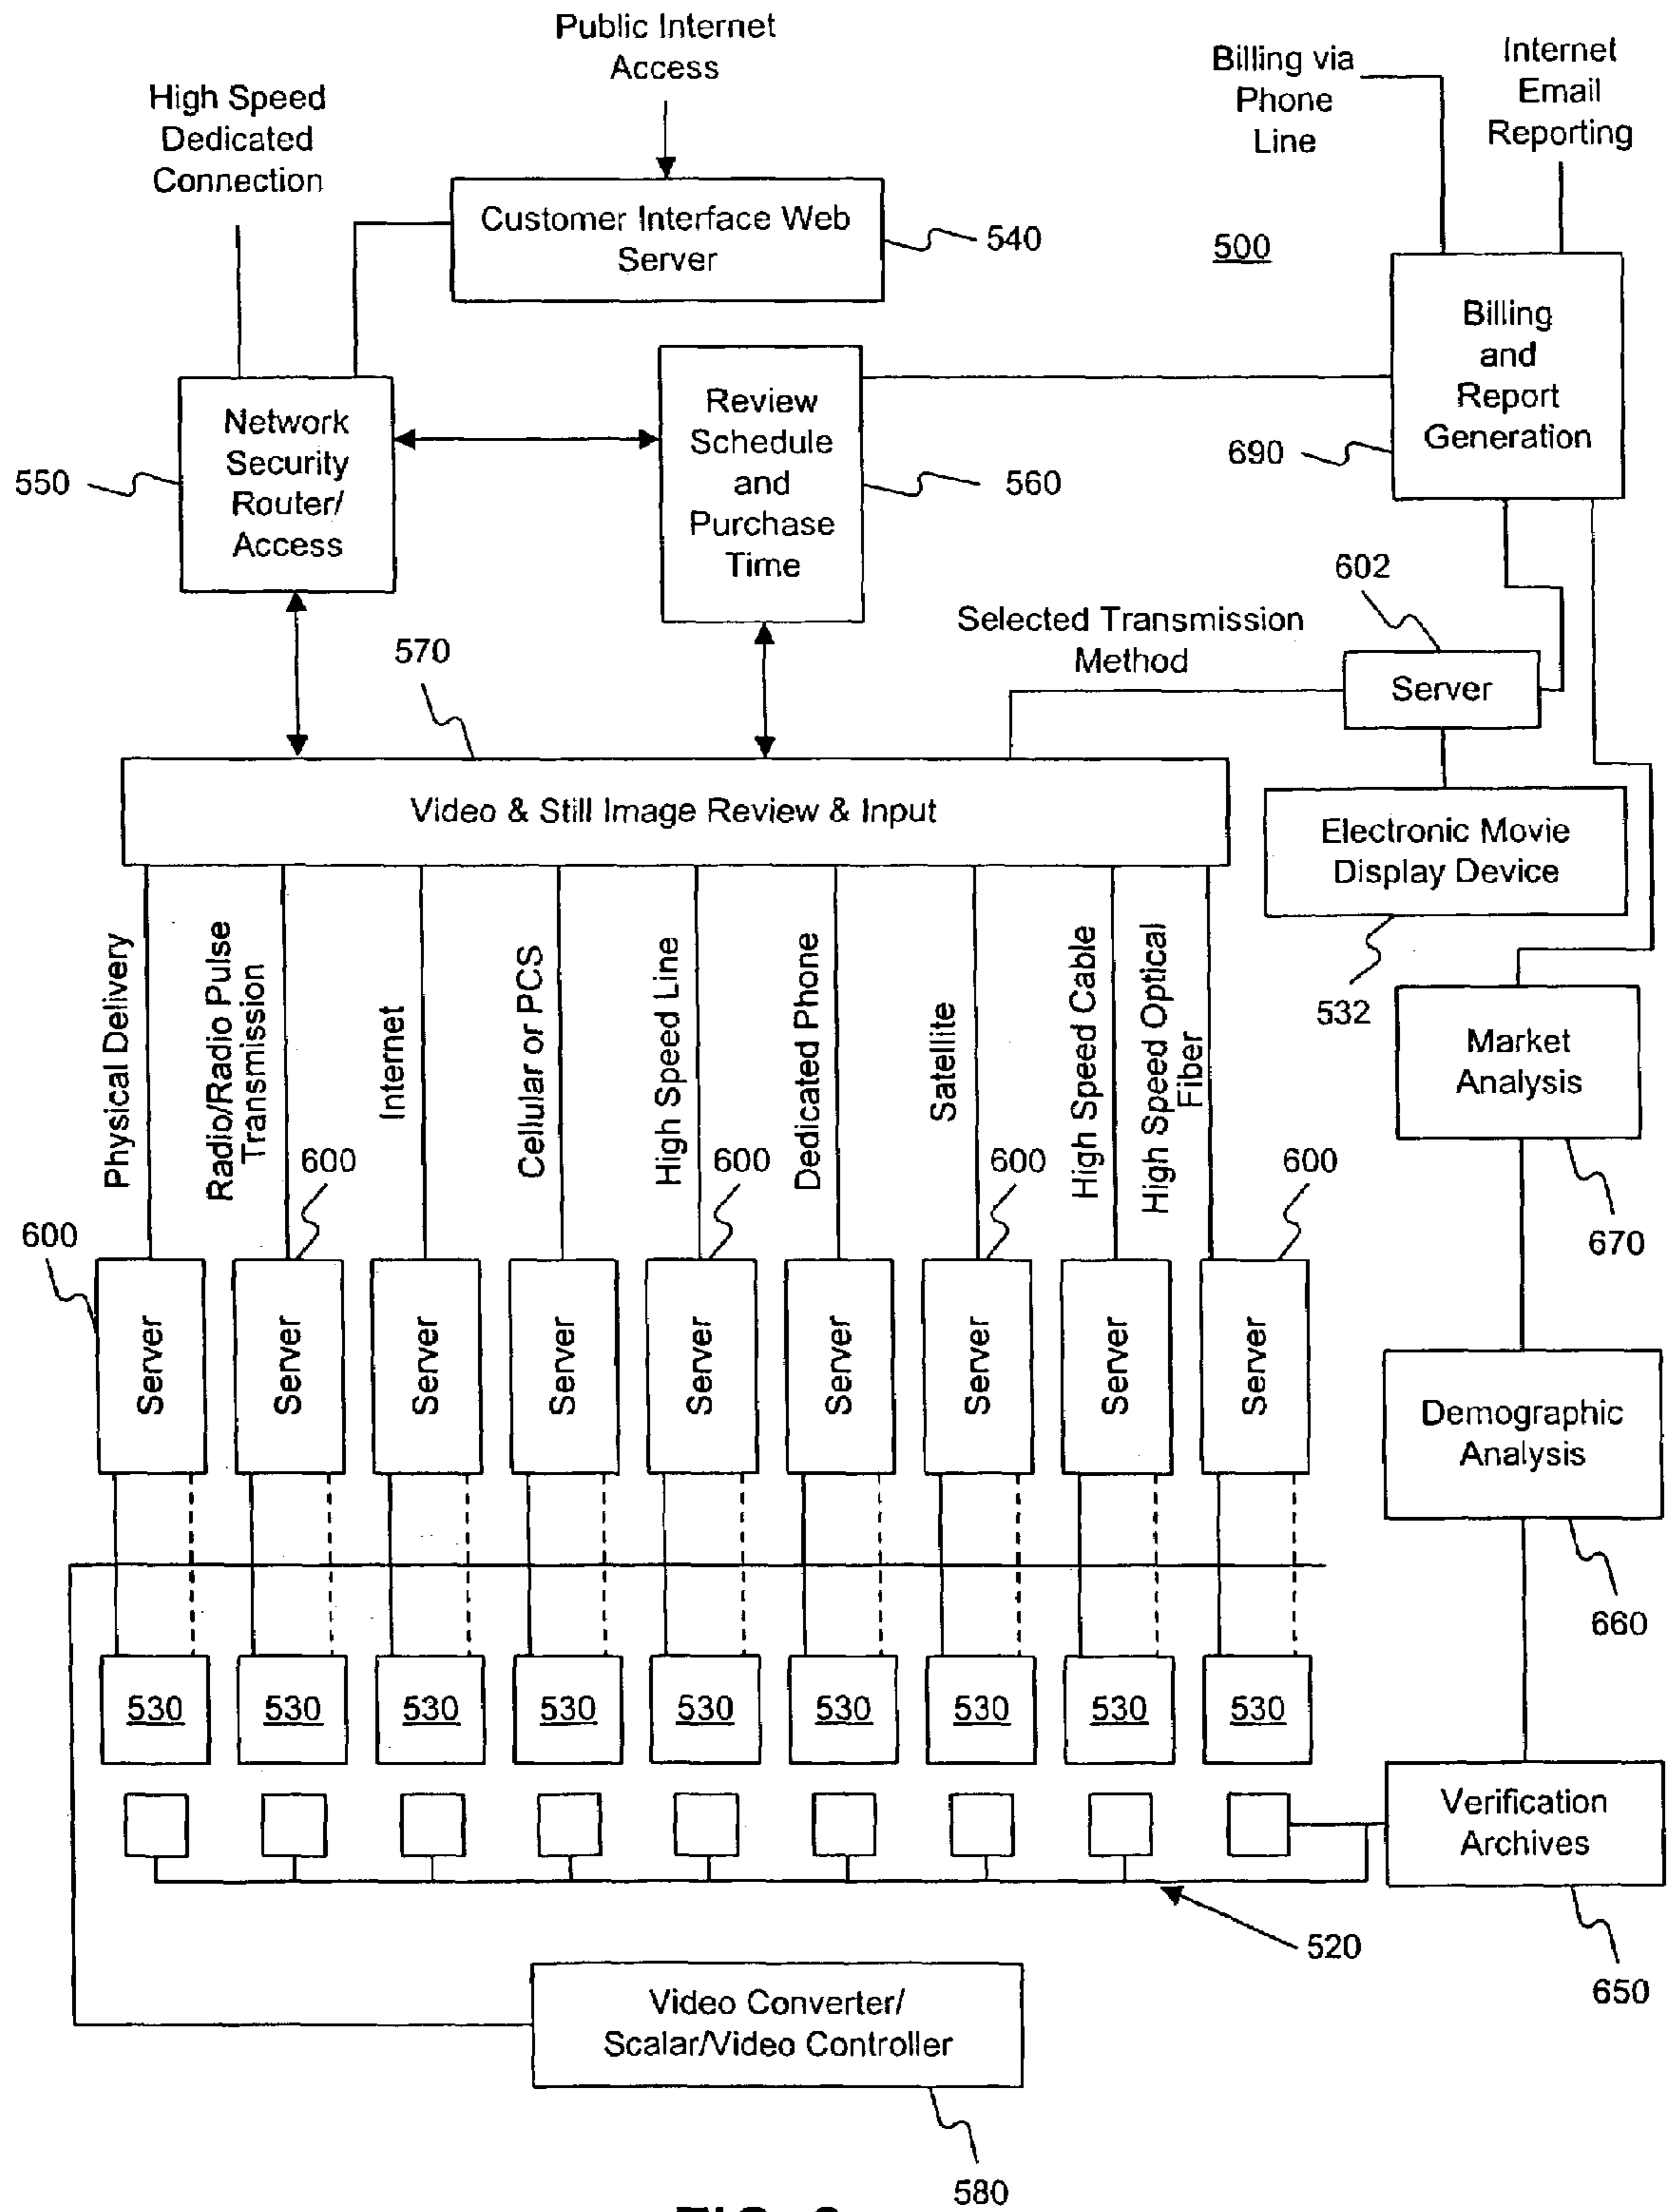 Public Internet
Access
High Speed
Dedicated
Connection
Billing via
Phone
Line
Internet
Email
Reporting
Customer Interface Web
Server
540
500
Network
Security
Router/
Access
550
Review
Schedule
and
Purchase
Time
560
Billing
and
Report
Generation
690
602
Selected Transmission
Method
Server
570
Video & Still Image Review & Input
Electronic Movie
Display Device
532
Physical Delivery
Radio/Radio Pulse
Transmission
Internet
Cellular or PCS
High Speed Line
Dedicated Phone
Satellite
High Speed Cable
High Speed Optical
Fiber
Market
Analysis
670
600
600
600
600
600
Server
Server
Server
Server
Server
Server
Server
Server
Server
Demographic
Analysis
660
530
530
530
530
530
530
530
530
530
Verification
Archives
650
520
Video Converter/
Scalar/Video Controller
580